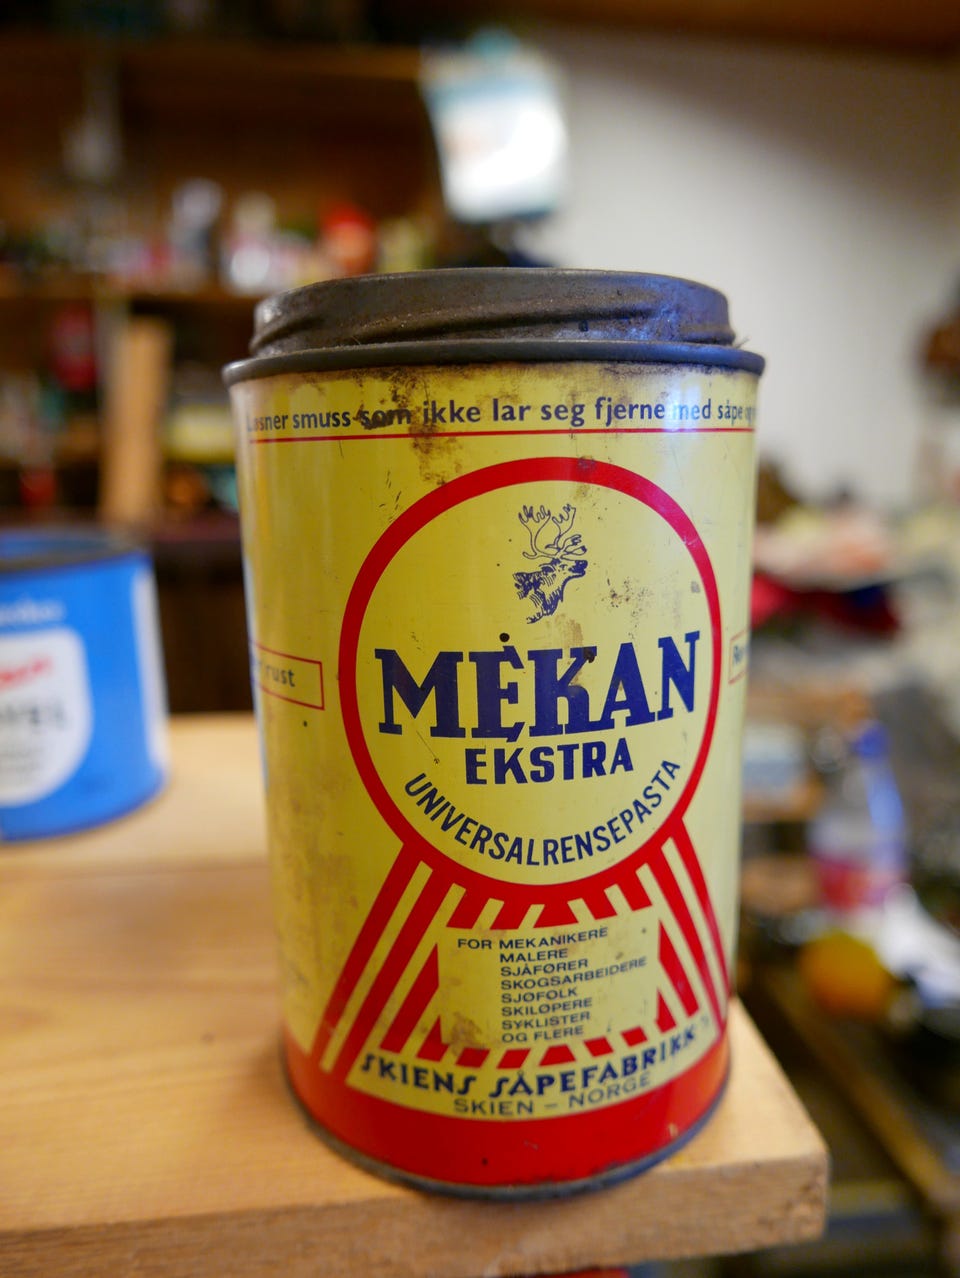 Løsner smuss som ikke lar seg fjerne med såpe
rust
MEKAN
EKSTRA
UNIVERSALRENSEPASTA
FOR MEKANIKERE
MALERE
SJÅFØRER
SKOGSARBEIDERE
SJØFOLK
SKILØPERE
SYKLISTER
OG FLERE
SKIENS SÅPEFABRIKK
SKIEN – NORGE